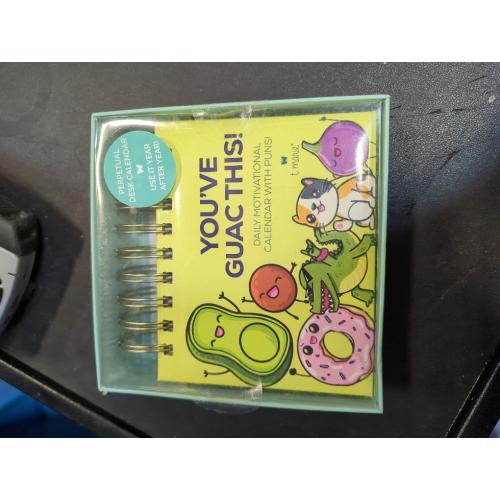 PERPETUAL
DESK CALENDAR
USE IT YEAR
AFTER YEAR!
YOU'VE
GUAC THIS!
DAILY MOTIVATIONAL
CALENDAR WITH PUNS!